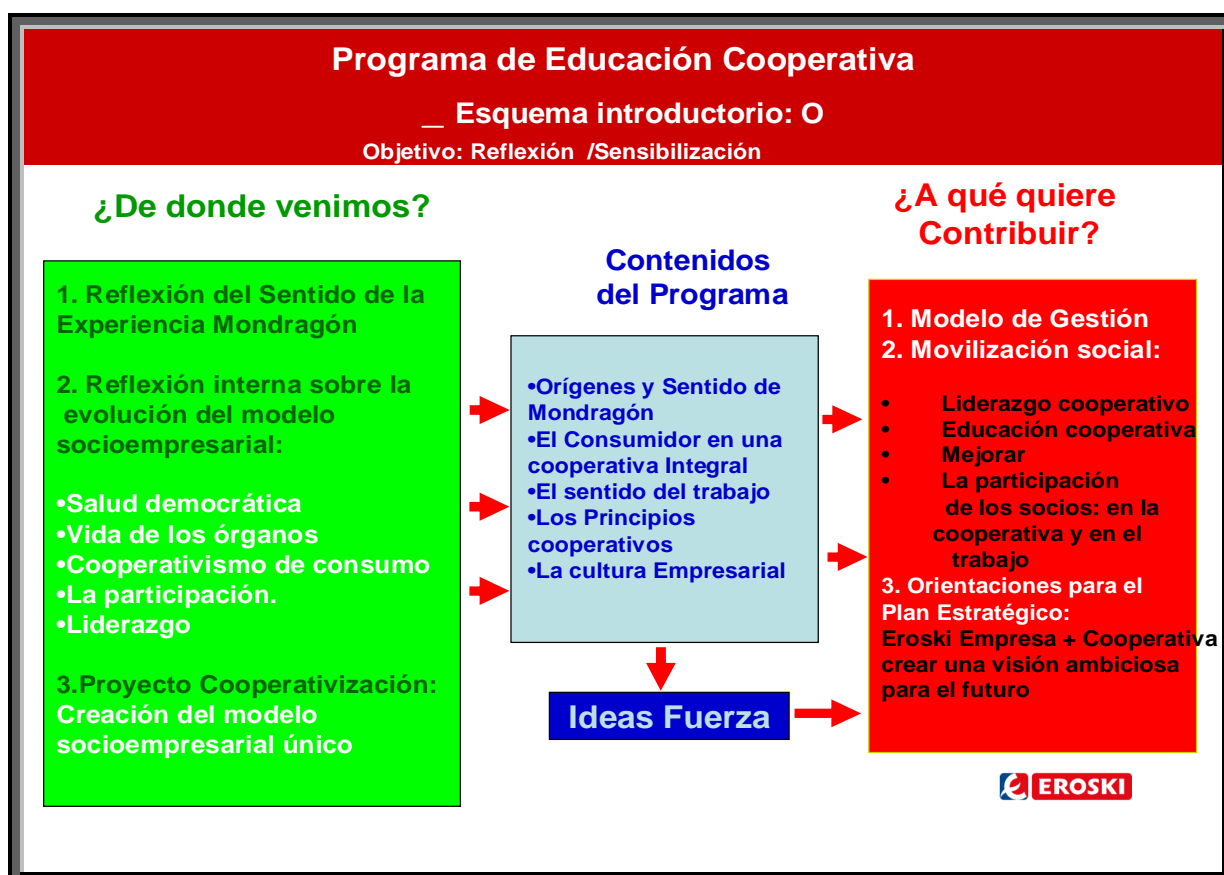 Programa de Educación Cooperativa
_ Esquema introductorio: O
Objetivo: Reflexión /Sensibilización
¿De donde venimos?
1. Reflexión del Sentido de la
Experiencia Mondragón
2. Reflexión interna sobre la
evolución del modelo
socioempresarial:
•Salud democrática
•Vida de los órganos
•Cooperativismo de consumo
•La participación.
•Liderazgo
3.Proyecto Cooperativización:
Creación del modelo
socioempresarial único
Contenidos
del Programa
•Orígenes y Sentido de
Mondragón
•El Consumidor en una
cooperativa Integral
•El sentido del trabajo
•Los Principios
cooperativos
•La cultura Empresarial
Ideas Fuerza
¿A qué quiere
Contribuir?
1. Modelo de Gestión
2. Movilización social:
• Liderazgo cooperativo
• Educación cooperativa
• Mejorar
• La participación
de los socios: en la
cooperativa y en el
trabajo
3. Orientaciones para el
Plan Estratégico:
Eroski Empresa + Cooperativa
crear una visión ambiciosa
para el futuro
EROSKI